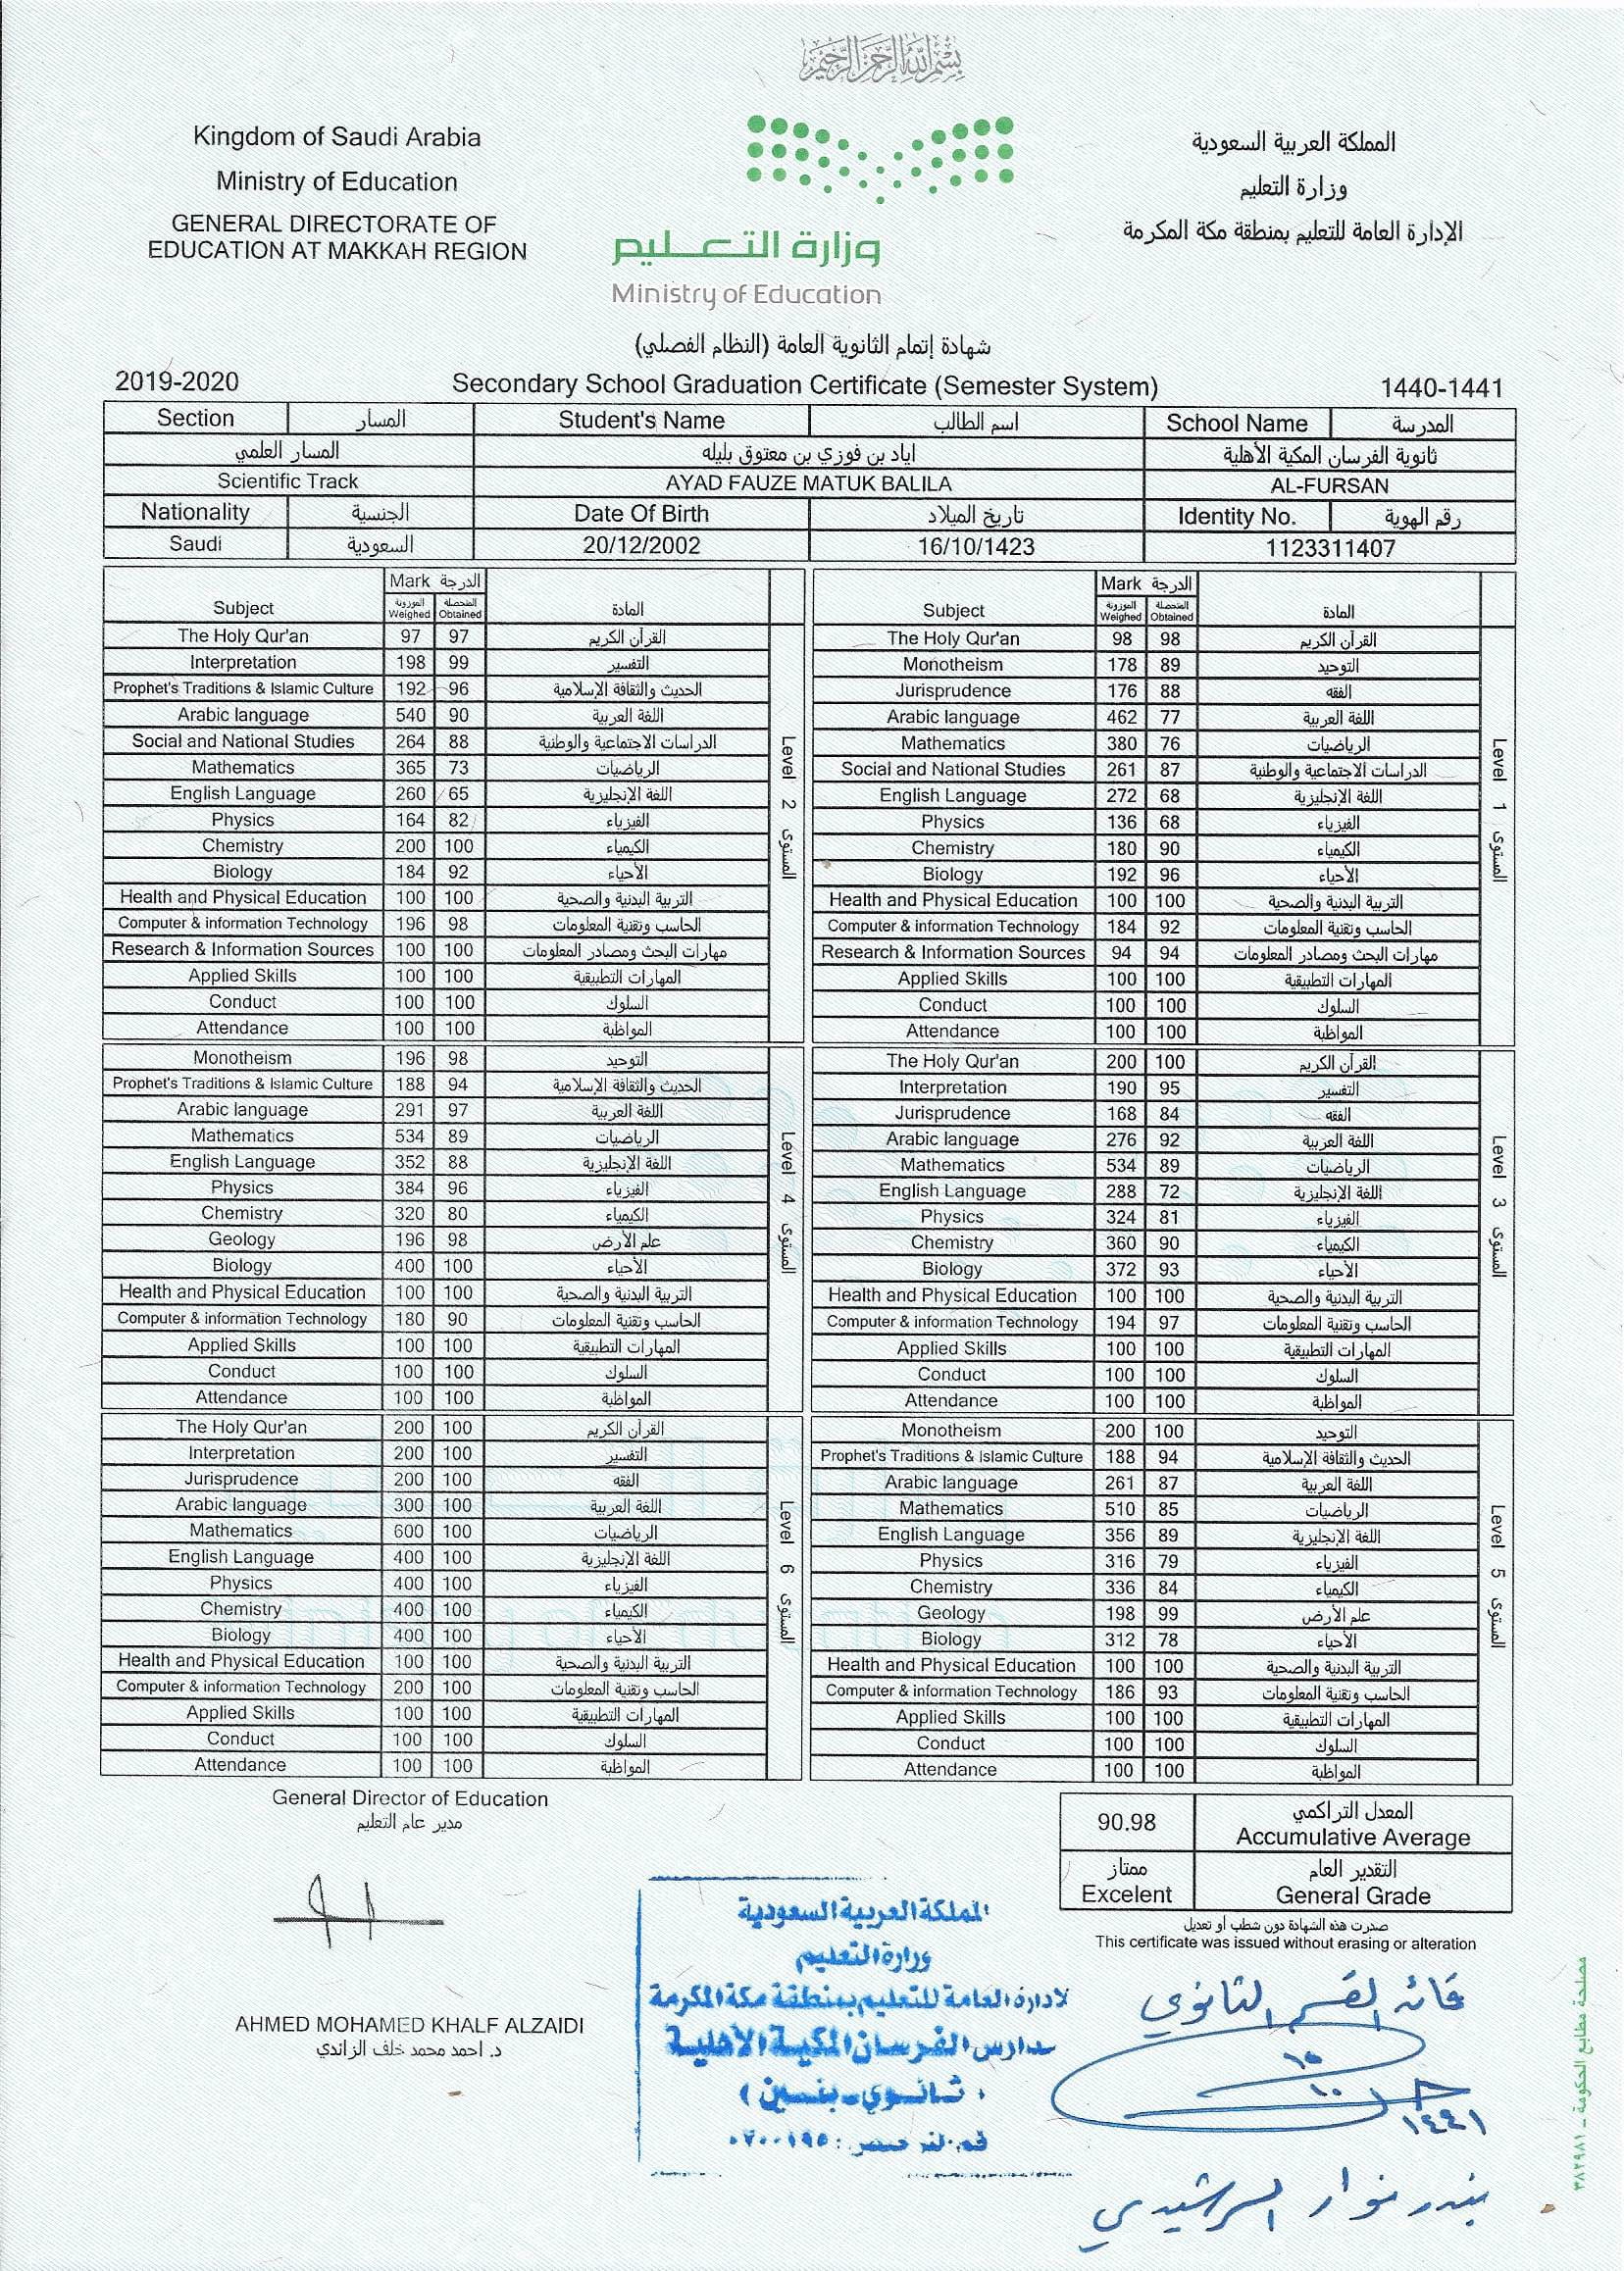 بسم الله الرحمن الرحيم
Kingdom of Saudi Arabia
Ministry of Education
GENERAL DIRECTORATE OF
EDUCATION AT MAKKAH REGION
وزارة التعليم
Ministry of Education
المملكة العربية السعودية
وزارة التعليم
الإدارة العامة للتعليم بمنطقة مكة المكرمة
شهادة إتمام الثانوية العامة (النظام الفصلي)
2019-2020 Secondary School Graduation Certificate (Semester System) 1440-1441
Section المسار Student's Name اسم الطالب School Name المدرسة
المسار العلمي اياد بن فوزي بن معتوق بليله ثانوية الفرسان المكية الأهلية
Scientific Track AYAD FAUZE MATUK BALILA AL-FURSAN
Nationality الجنسية Date Of Birth تاريخ الميلاد Identity No. رقم الهوية
Saudi السعودية 20/12/2002 16/10/1423 1123311407
Mark الدرجة
Subject الموزونة Weighed المتحصلة Obtained المادة
The Holy Qur'an 97 97 القرآن الكريم
Interpretation 198 99 التفسير
Prophet's Traditions & Islamic Culture 192 96 الحديث والثقافة الإسلامية
Arabic language 540 90 اللغة العربية
Social and National Studies 264 88 الدراسات الاجتماعية والوطنية
Mathematics 365 73 الرياضيات
English Language 260 65 اللغة الإنجليزية
Physics 164 82 الفيزياء
Chemistry 200 100 الكيمياء
Biology 184 92 الأحياء
Health and Physical Education 100 100 التربية البدنية والصحية
Computer & information Technology 196 98 الحاسب وتقنية المعلومات
Research & Information Sources 100 100 مهارات البحث ومصادر المعلومات
Applied Skills 100 100 المهارات التطبيقية
Conduct 100 100 السلوك
Attendance 100 100 المواظبة
Level 2 المستوى
Mark الدرجة
Subject الموزونة Weighed المتحصلة Obtained المادة
The Holy Qur'an 98 98 القرآن الكريم
Monotheism 178 89 التوحيد
Jurisprudence 176 88 الفقه
Arabic language 462 77 اللغة العربية
Mathematics 380 76 الرياضيات
Social and National Studies 261 87 الدراسات الاجتماعية والوطنية
English Language 272 68 اللغة الإنجليزية
Physics 136 68 الفيزياء
Chemistry 180 90 الكيمياء
Biology 192 96 الأحياء
Health and Physical Education 100 100 التربية البدنية والصحية
Computer & information Technology 184 92 الحاسب وتقنية المعلومات
Research & Information Sources 94 94 مهارات البحث ومصادر المعلومات
Applied Skills 100 100 المهارات التطبيقية
Conduct 100 100 السلوك
Attendance 100 100 المواظبة
Level 1 المستوى
Monotheism 196 98 التوحيد
Prophet's Traditions & Islamic Culture 188 94 الحديث والثقافة الإسلامية
Arabic language 291 97 اللغة العربية
Mathematics 534 89 الرياضيات
English Language 352 88 اللغة الإنجليزية
Physics 384 96 الفيزياء
Chemistry 320 80 الكيمياء
Geology 196 98 علم الأرض
Biology 400 100 الأحياء
Health and Physical Education 100 100 التربية البدنية والصحية
Computer & information Technology 180 90 الحاسب وتقنية المعلومات
Applied Skills 100 100 المهارات التطبيقية
Conduct 100 100 السلوك
Attendance 100 100 المواظبة
Level 4 المستوى
The Holy Qur'an 200 100 القرآن الكريم
Interpretation 190 95 التفسير
Jurisprudence 168 84 الفقه
Arabic language 276 92 اللغة العربية
Mathematics 534 89 الرياضيات
English Language 288 72 اللغة الإنجليزية
Physics 324 81 الفيزياء
Chemistry 360 90 الكيمياء
Biology 372 93 الأحياء
Health and Physical Education 100 100 التربية البدنية والصحية
Computer & information Technology 194 97 الحاسب وتقنية المعلومات
Applied Skills 100 100 المهارات التطبيقية
Conduct 100 100 السلوك
Attendance 100 100 المواظبة
Level 3 المستوى
The Holy Qur'an 200 100 القرآن الكريم
Interpretation 200 100 التفسير
Jurisprudence 200 100 الفقه
Arabic language 300 100 اللغة العربية
Mathematics 600 100 الرياضيات
English Language 400 100 اللغة الإنجليزية
Physics 400 100 الفيزياء
Chemistry 400 100 الكيمياء
Biology 400 100 الأحياء
Health and Physical Education 100 100 التربية البدنية والصحية
Computer & information Technology 200 100 الحاسب وتقنية المعلومات
Applied Skills 100 100 المهارات التطبيقية
Conduct 100 100 السلوك
Attendance 100 100 المواظبة
Level 6 المستوى
Monotheism 200 100 التوحيد
Prophet's Traditions & Islamic Culture 188 94 الحديث والثقافة الإسلامية
Arabic language 261 87 اللغة العربية
Mathematics 510 85 الرياضيات
English Language 356 89 اللغة الإنجليزية
Physics 316 79 الفيزياء
Chemistry 336 84 الكيمياء
Geology 198 99 علم الأرض
Biology 312 78 الأحياء
Health and Physical Education 100 100 التربية البدنية والصحية
Computer & information Technology 186 93 الحاسب وتقنية المعلومات
Applied Skills 100 100 المهارات التطبيقية
Conduct 100 100 السلوك
Attendance 100 100 المواظبة
Level 5 المستوى
General Director of Education
مدير عام التعليم
90.98 المعدل التراكمي
Accumulative Average
ممتاز التقدير العام
Excelent General Grade
صدرت هذه الشهادة دون شطب او تعديل
This certificate was issued without erasing or alteration
AHMED MOHAMED KHALF ALZAIDI
د. احمد محمد خلف الزائدي
المملكة العربية السعودية
وزارة التعليم
لادارة العامة للتعليم بمنطقة مكة المكرمة
مدارس الفرسان المكية الأهلية
( ثانوي - بنين )
قائد القسم الثانوي
١٤٤١
بندر نوار الرشيدي
مصلحة مطابع الحكومة - ٣٨٢٩٨١